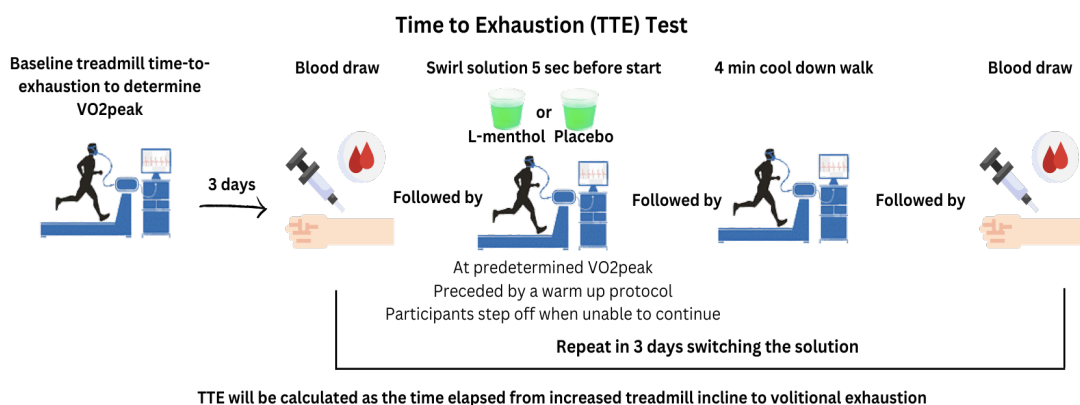 Time to Exhaustion (TTE) Test
Baseline treadmill time-to-
exhaustion to determine
VO2peak
3 days
Blood draw
Followed by
Swirl solution 5 sec before start
or
L-menthol Placebo
At predetermined VO2peak
Preceded by a warm up protocol
Participants step off when unable to continue
Followed by
4 min cool down walk
Followed by
Blood draw
Repeat in 3 days switching the solution
TTE will be calculated as the time elapsed from increased treadmill incline to volitional exhaustion